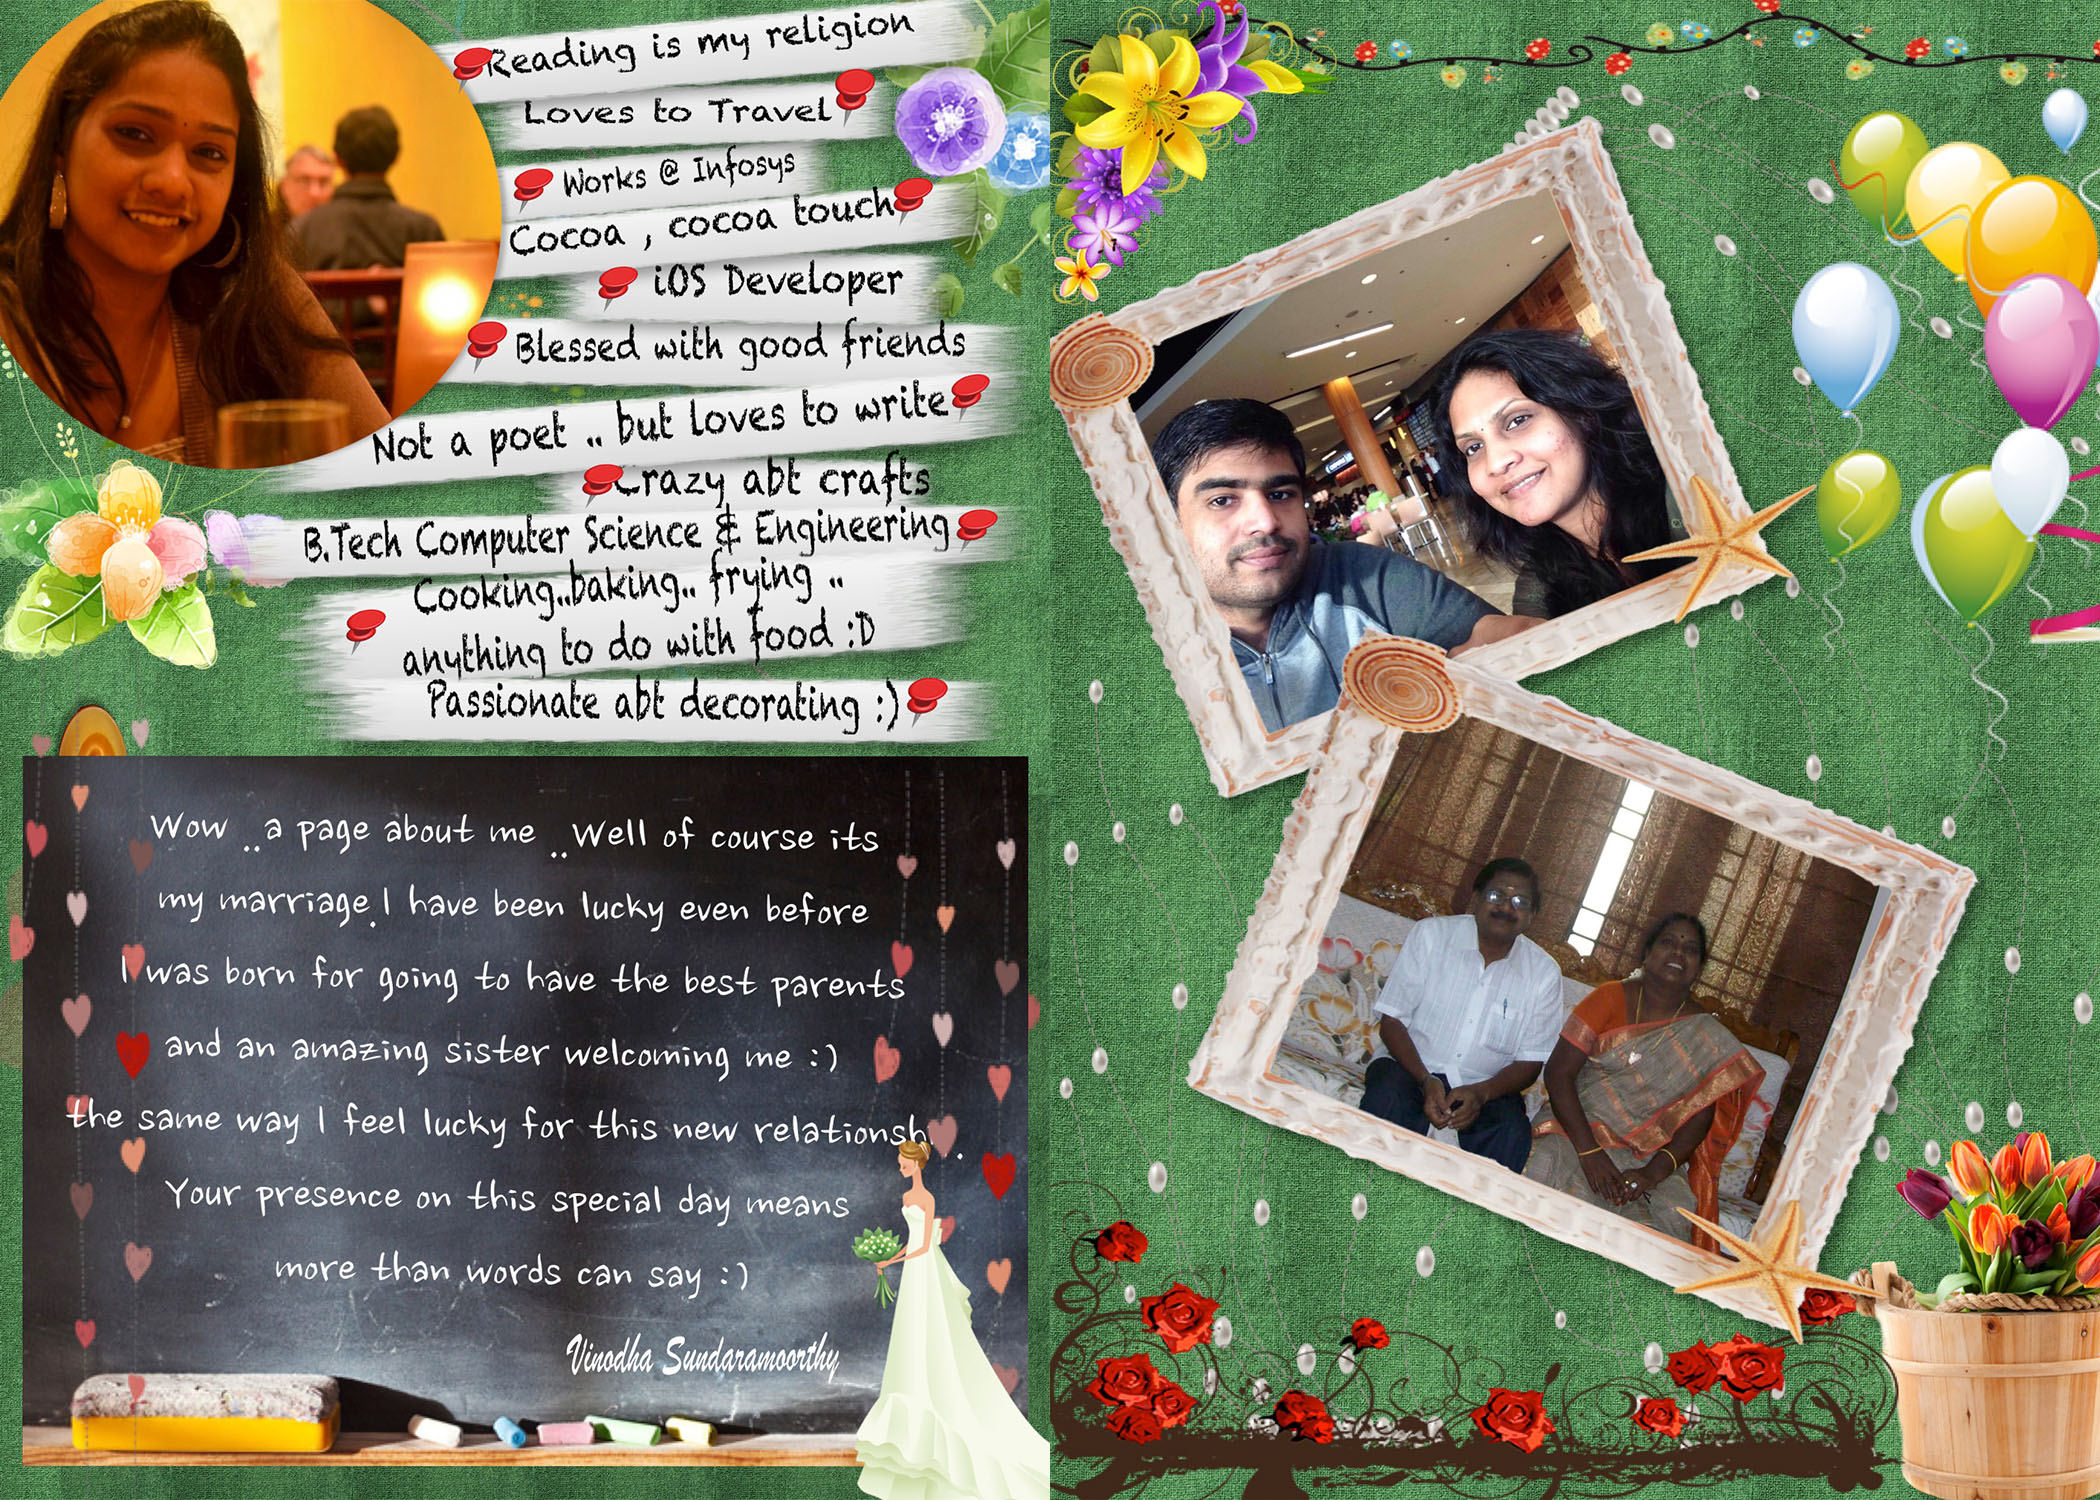 Reading is my religion
Loves to Travel
Works @ Infosys
Cocoa , cocoa touch
iOS Developer
Blessed with good friends
Not a poet .. but loves to write
Crazy abt crafts
B.Tech Computer Science & Engineering
Cooking..baking.. frying ..
anything to do with food :D
Passionate abt decorating :)
Wow ..a page about me ..Well of course its
my marriage.I have been lucky even before
I was born for going to have the best parents
and an amazing sister welcoming me :)
the same way I feel lucky for this new relationsh .
Your presence on this special day means
more than words can say :)
Vinodha Sundaramoorthy